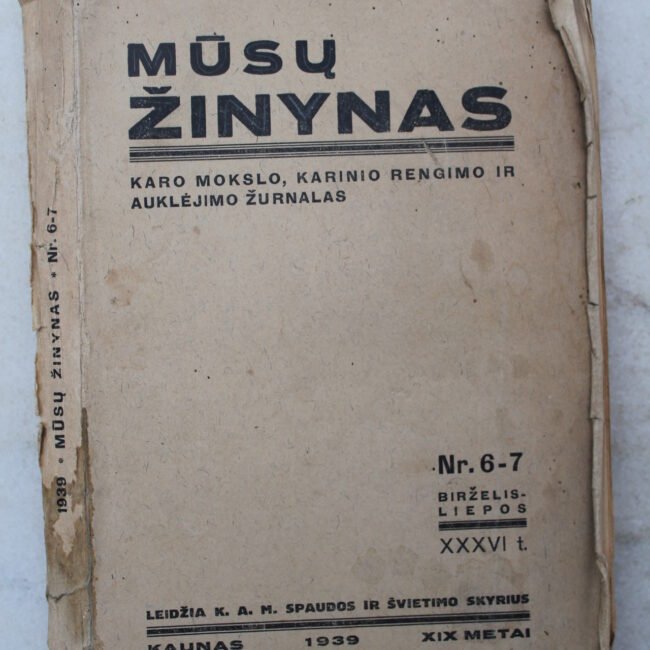 MŪSŲ
ŽINYNAS
KARO MOKSLO, KARINIO RENGIMO IR
AUKLĖJIMO ŽURNALAS
1939 * MŪSŲ ŽINYNAS * Nr. 6-7
Nr. 6-7
BIRŽELIS-
LIEPOS
XXXVI t.
LEIDŽIA K. A. M. SPAUDOS IR ŠVIETIMO SKYRIUS
KAUNAS 1939 XIX METAI